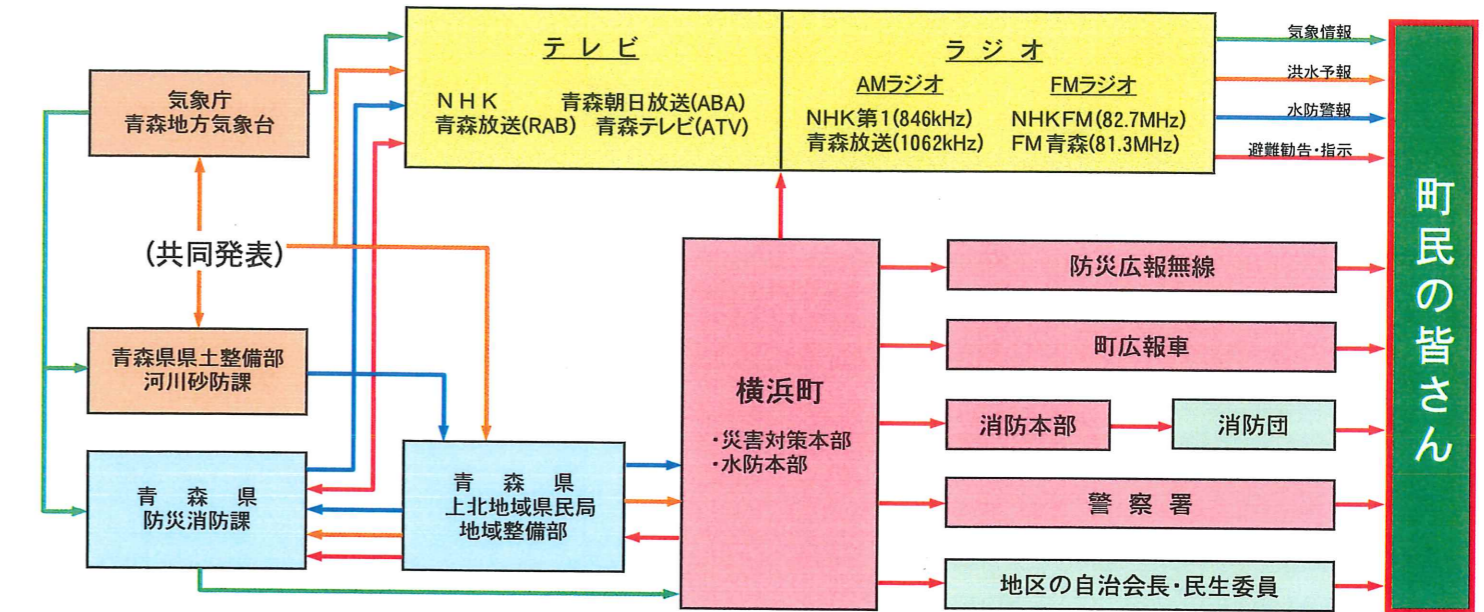 テレビ
NHK 青森朝日放送(ABA)
青森放送(RAB) 青森テレビ(ATV)
ラジオ
AMラジオ
NHK第1(846kHz)
青森放送(1062kHz)
FMラジオ
NHKFM(82.7MHz)
FM青森(81.3MHz)
気象情報
洪水予報
水防警報
避難勧告・指示
気象庁
青森地方気象台
(共同発表)
青森県県土整備部
河川砂防課
青森県
防災消防課
青森県
上北地域県民局
地域整備部
横浜町
・災害対策本部
・水防本部
防災広報無線
町広報車
消防本部
消防団
警察署
地区の自治会長・民生委員
町民の皆さん